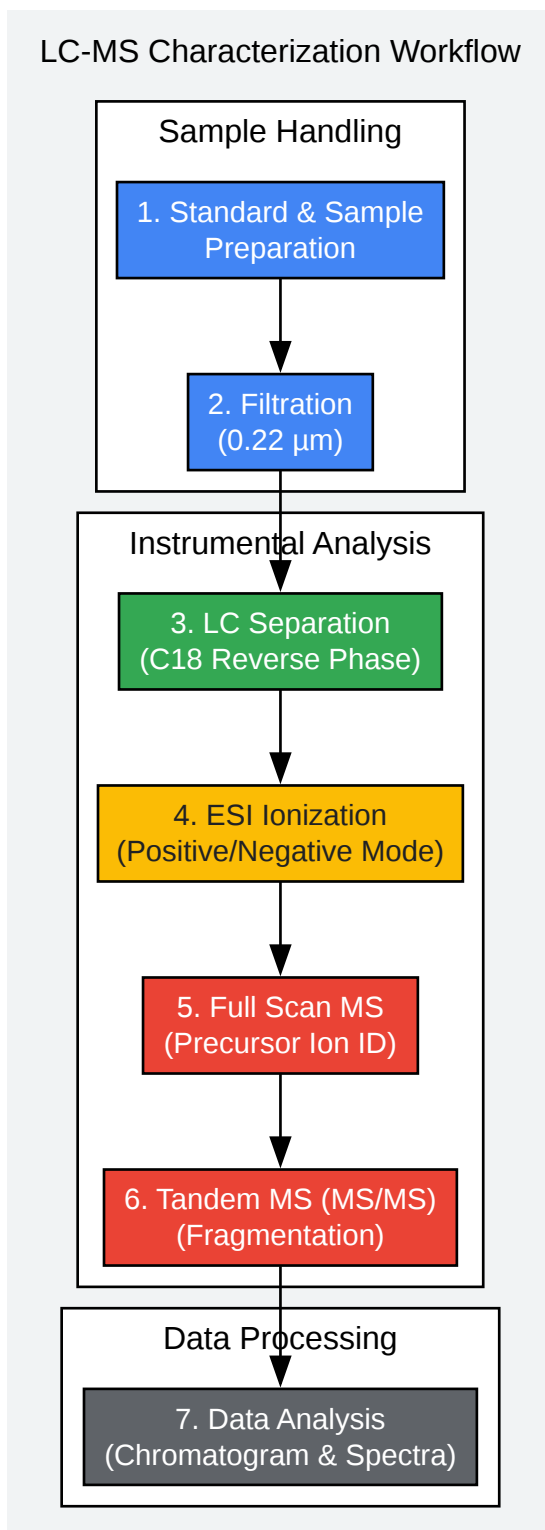 LC-MS Characterization Workflow
Sample Handling
1. Standard & Sample
Preparation
2. Filtration
(0.22 µm)
Instrumental Analysis
3. LC Separation
(C18 Reverse Phase)
4. ESI Ionization
(Positive/Negative Mode)
5. Full Scan MS
(Precursor Ion ID)
6. Tandem MS (MS/MS)
(Fragmentation)
Data Processing
7. Data Analysis
(Chromatogram & Spectra)